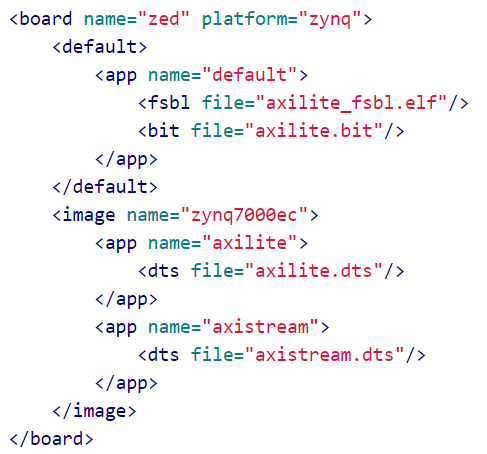 <board name="zed" platform="zynq">
    <default>
        <app name="default">
            <fsbl file="axilite_fsbl.elf"/>
            <bit file="axilite.bit"/>
        </app>
    </default>
    <image name="zynq7000ec">
        <app name="axilite">
            <dts file="axilite.dts"/>
        </app>
        <app name="axistream">
            <dts file="axistream.dts"/>
        </app>
    </image>
</board>